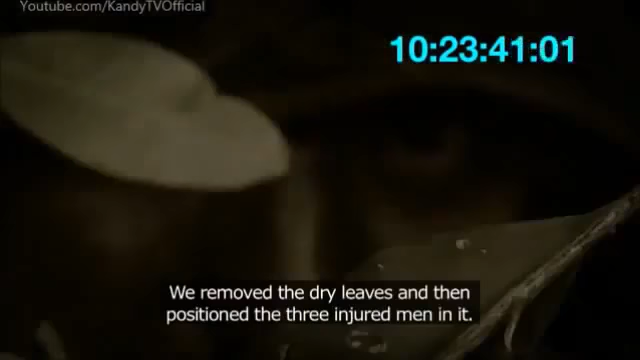 Youtube.com/KandyTVOfficial
10:23:41:01
We removed the dry leaves and then
positioned the three injured men in it.